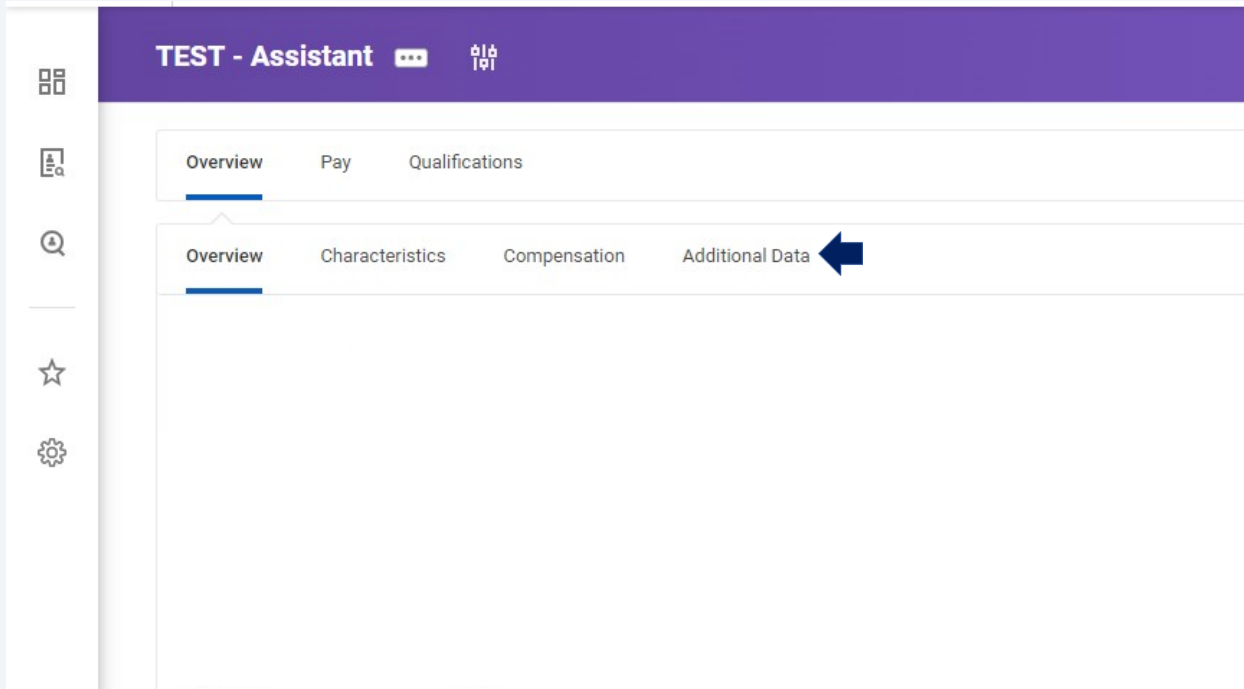 TEST - Assistant
Overview Pay Qualifications
Overview Characteristics Compensation Additional Data